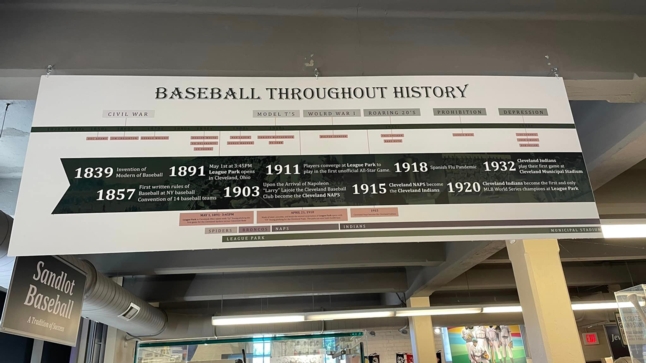 BASEBALL THROUGHOUT HISTORY
CIVIL WAR
MODEL T'S
WORLD WAR I
ROARING 20'S
PROHIBITION
DEPRESSION
1839 Invention of
Modern of Baseball
1891 May 1st at 3:45PM
League Park opens
in Cleveland, Ohio
1911 Players converge at League Park to
play in the first unofficial All-Star Game
1918 Spanish Flu Pandemic
1932 Cleveland Indians
play their first game at
Cleveland Municipal Stadium
1857 First written rules of
Baseball at NY baseball
Convention of 14 baseball teams
1903 Upon the Arrival of Napoleon
"Larry" Lajoie the Cleveland Baseball
Club become the Cleveland NAPS
1915 Cleveland NAPS become
the Cleveland Indians
1920 Cleveland Indians become the first and only
MLB World Series champions at League Park
SPIDERS
NAPS
INDIANS
LEAGUE PARK
MUNICIPAL STADIUM
Sandlot
Baseball
A Tradition of Success